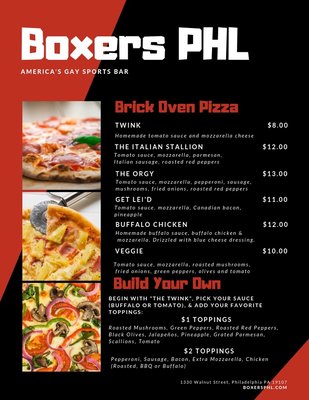 Boxers PHL
AMERICA'S GAY SPORTS BAR
Brick Oven Pizza
TWINK $8.00
Homemade tomato sauce and mozzarella cheese
THE ITALIAN STALLION $12.00
Tomato sauce, mozzarella, parmesan,
Italian sausage, roasted red peppers
THE ORGY $13.00
Tomato sauce, mozzarella, pepperoni, sausage,
mushrooms, fried onions, roasted red peppers
GET LEI'D $11.00
Tomato sauce, mozzarella, Canadian bacon,
pineapple
BUFFALO CHICKEN $12.00
Homemade buffalo sauce, buffalo chicken &
mozzarella. Drizzled with blue cheese dressing.
VEGGIE $10.00
Tomato sauce, mozzarella, roasted mushrooms,
fried onions, green peppers, olives and tomato
Build Your Own
BEGIN WITH "THE TWINK", PICK YOUR SAUCE
(BUFFALO OR TOMATO), & ADD YOUR FAVORITE
TOPPINGS:
$1 TOPPINGS
Roasted Mushrooms, Green Peppers, Roasted Red Peppers,
Black Olives, Jalapeños, Pineapple, Grated Parmesan,
Scallions, Tomato
$2 TOPPINGS
Pepperoni, Sausage, Bacon, Extra Mozzarella, Chicken
(Roasted, BBQ or Buffalo)
1330 Walnut Street, Philadelphia PA 19107
BOXERSPHL.COM